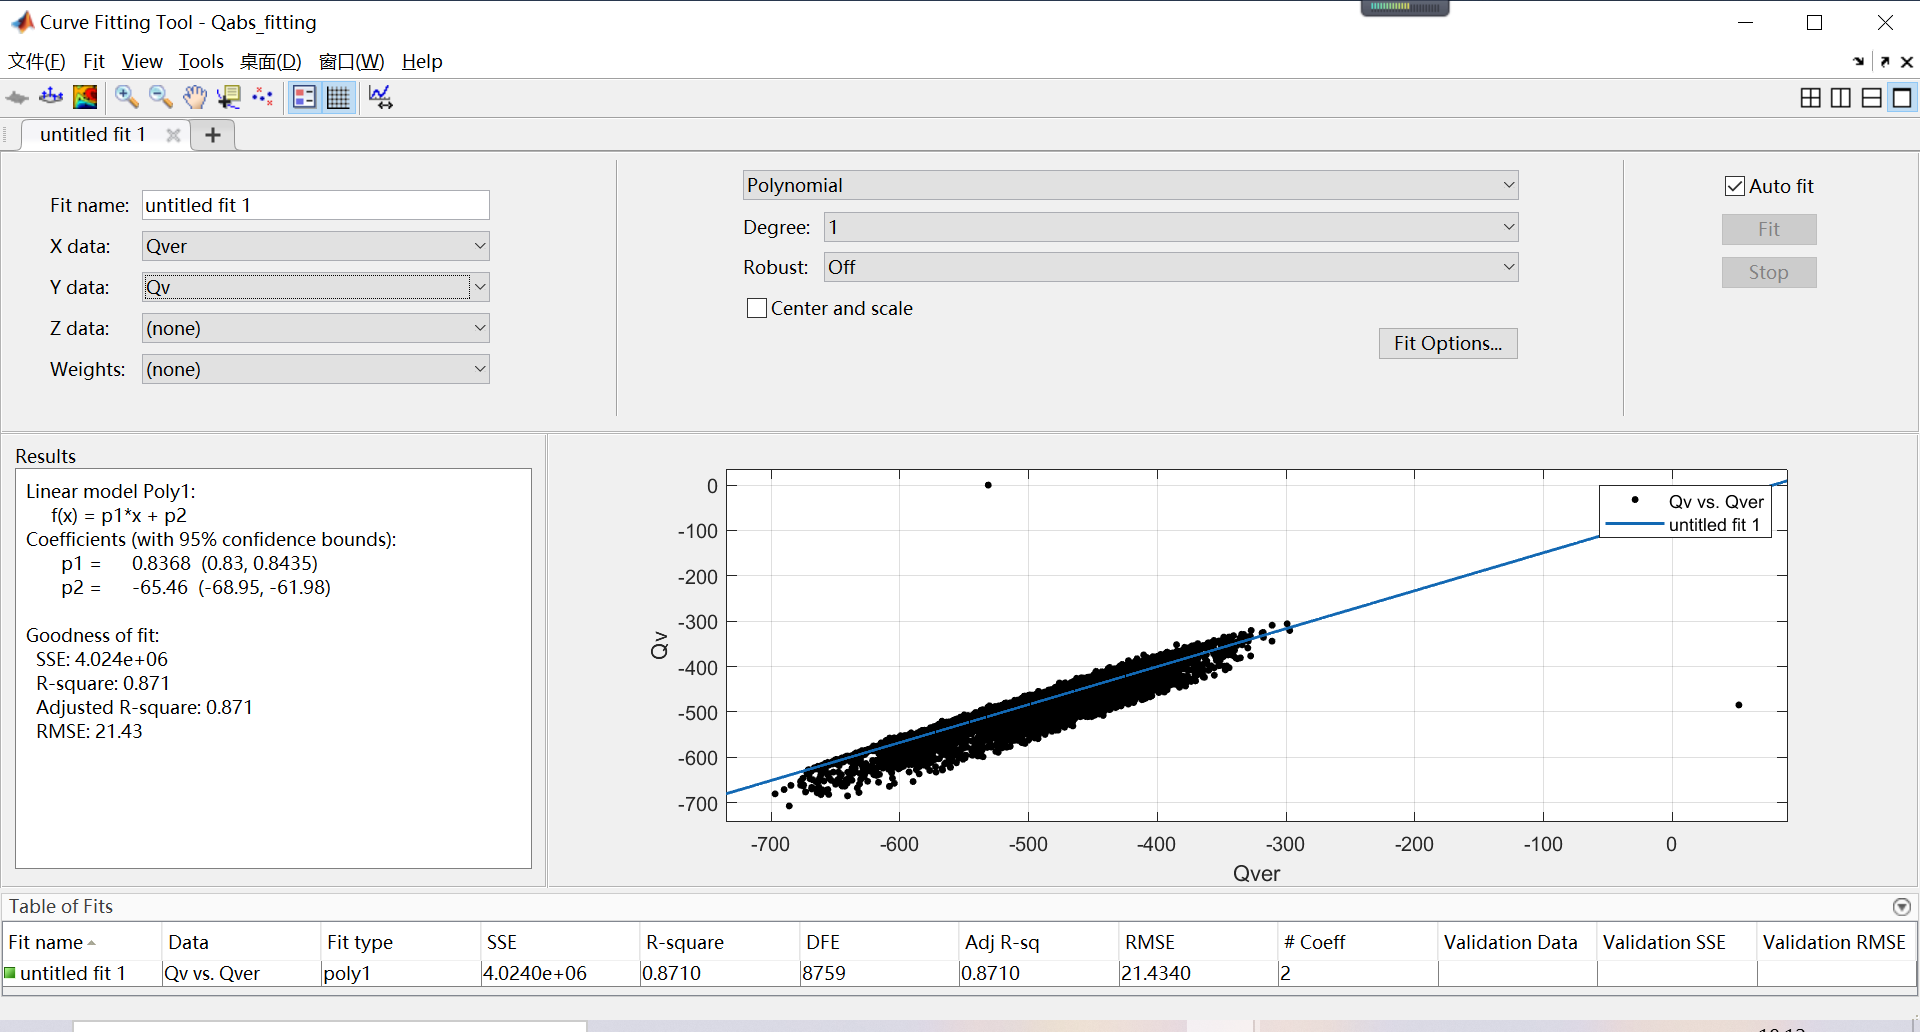 Curve Fitting Tool - Qabs_fitting
文件(F) Fit View Tools 桌面(D) 窗口(W) Help
untitled fit 1
Fit name: untitled fit 1
X data: Qver
Y data: Qv
Z data: (none)
Weights: (none)
Polynomial
Degree: 1
Robust: Off
Center and scale
Fit Options...
Auto fit
Fit
Stop
Results
Linear model Poly1:
f(x) = p1*x + p2
Coefficients (with 95% confidence bounds):
p1 = 0.8368 (0.83, 0.8435)
p2 = -65.46 (-68.95, -61.98)
Goodness of fit:
SSE: 4.024e+06
R-square: 0.871
Adjusted R-square: 0.871
RMSE: 21.43
0
-100
-200
-300
-400
-500
-600
-700
Qv
Qv vs. Qver
untitled fit 1
-700 -600 -500 -400 -300 -200 -100 0
Qver
Table of Fits
Fit name Data Fit type SSE R-square DFE Adj R-sq RMSE # Coeff Validation Data Validation SSE Validation RMSE
untitled fit 1 Qv vs. Qver poly1 4.0240e+06 0.8710 8759 0.8710 21.4340 2